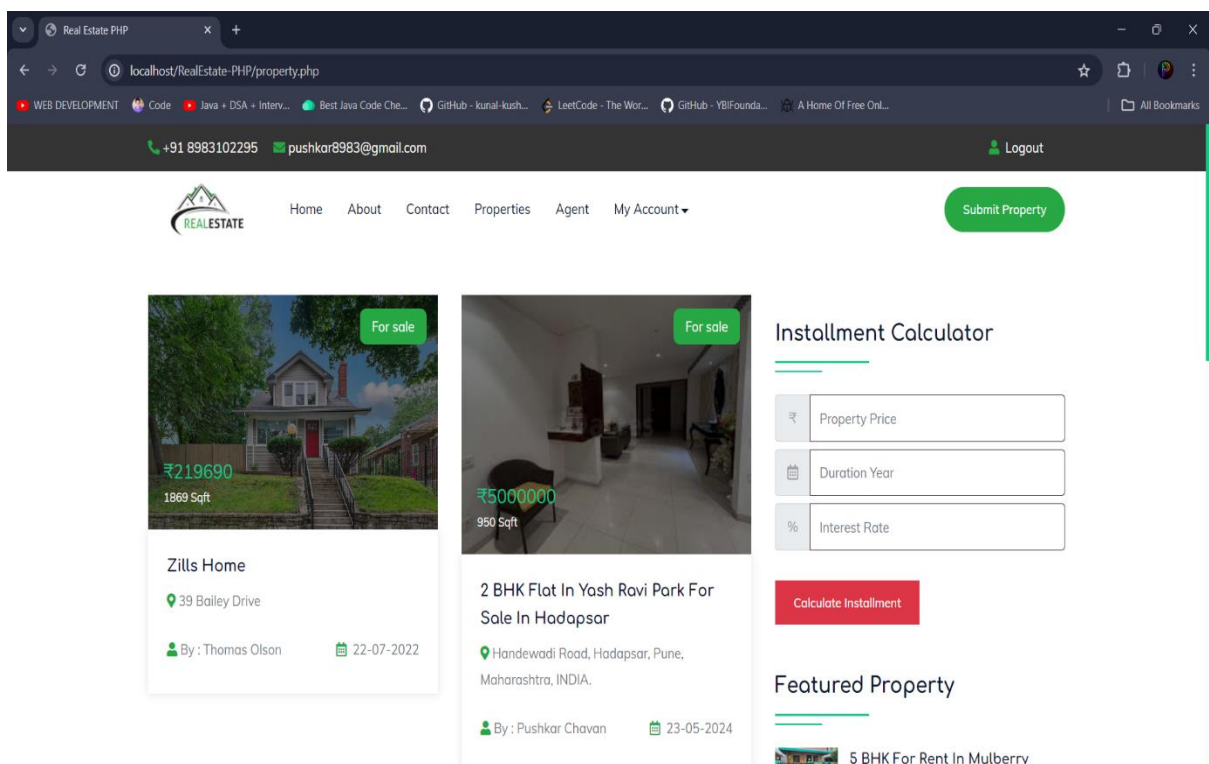 Real Estate PHP
localhost/RealEstate-PHP/property.php
WEB DEVELOPMENT Code Java + DSA + Interv... Best Java Code Che... GitHub - kunal-kush... LeetCode - The Wor... GitHub - YBIFounda... A Home Of Free Onl... All Bookmarks
+91 8983102295 pushkar8983@gmail.com Logout
REALESTATE
Home About Contact Properties Agent My Account Submit Property
For sale
₹219690
1869 Sqft
Zills Home
39 Bailey Drive
By : Thomas Olson 22-07-2022
For sale
₹5000000
950 Sqft
2 BHK Flat In Yash Ravi Park For
Sale In Hadapsar
Handewadi Road, Hadapsar, Pune,
Maharashtra, INDIA.
By : Pushkar Chavan 23-05-2024
Installment Calculator
₹ Property Price
Duration Year
% Interest Rate
Calculate Installment
Featured Property
5 BHK For Rent In Mulberry